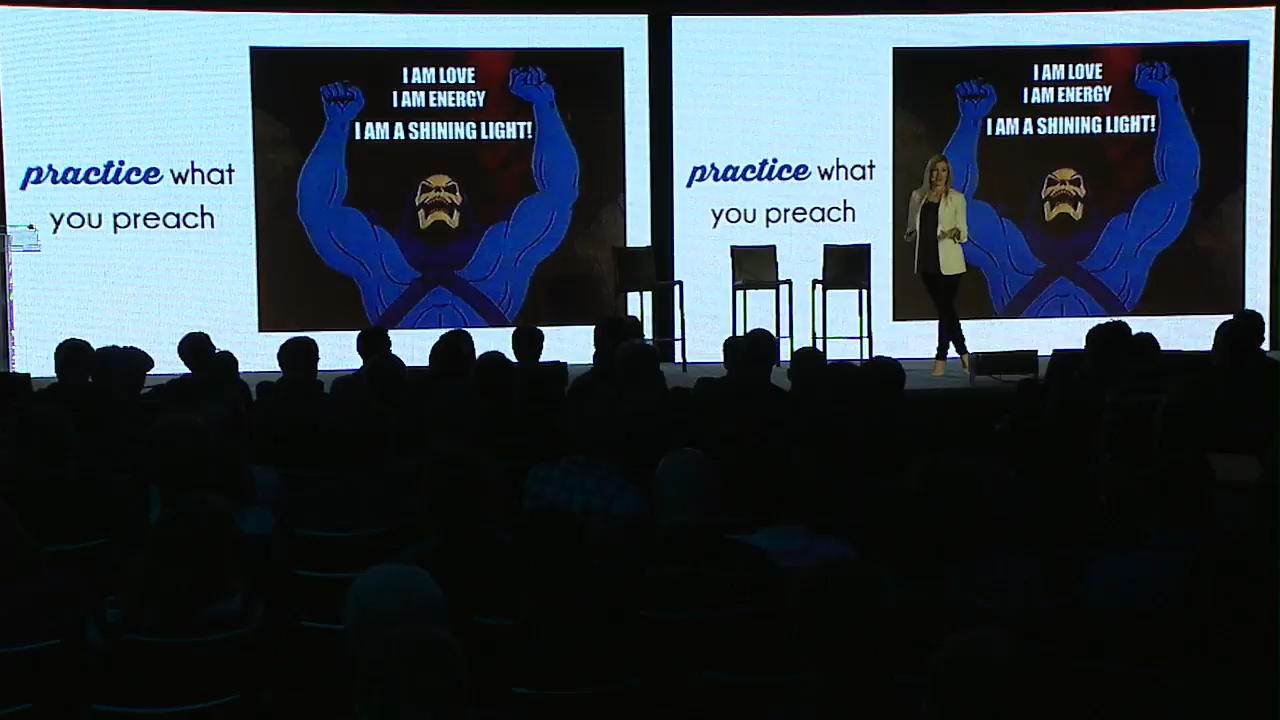 practice what
you preach
I AM LOVE
I AM ENERGY
I AM A SHINING LIGHT!
practice what
you preach
I AM LOVE
I AM ENERGY
I AM A SHINING LIGHT!